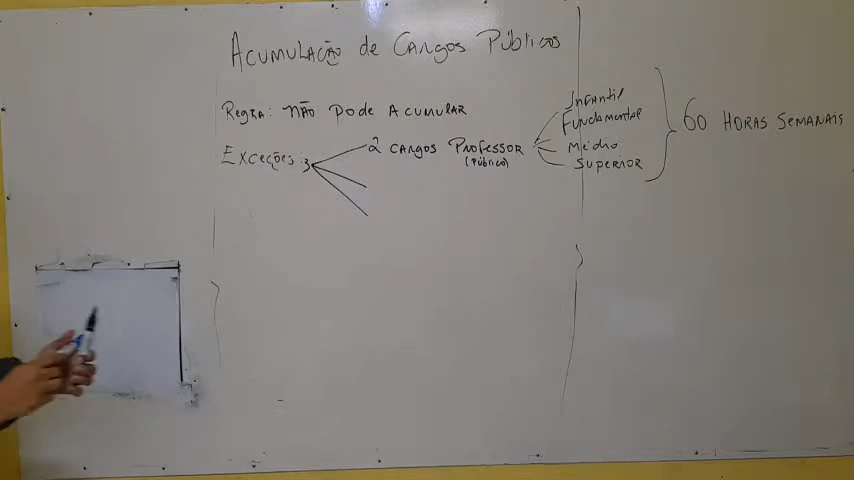 Acumulação de Cargos Públicos
Regra: não pode Acumular
Exceções: 3
2 cargos Professor
(Público)
Infantil
Fundamental
Médio
Superior
60 Horas Semanais